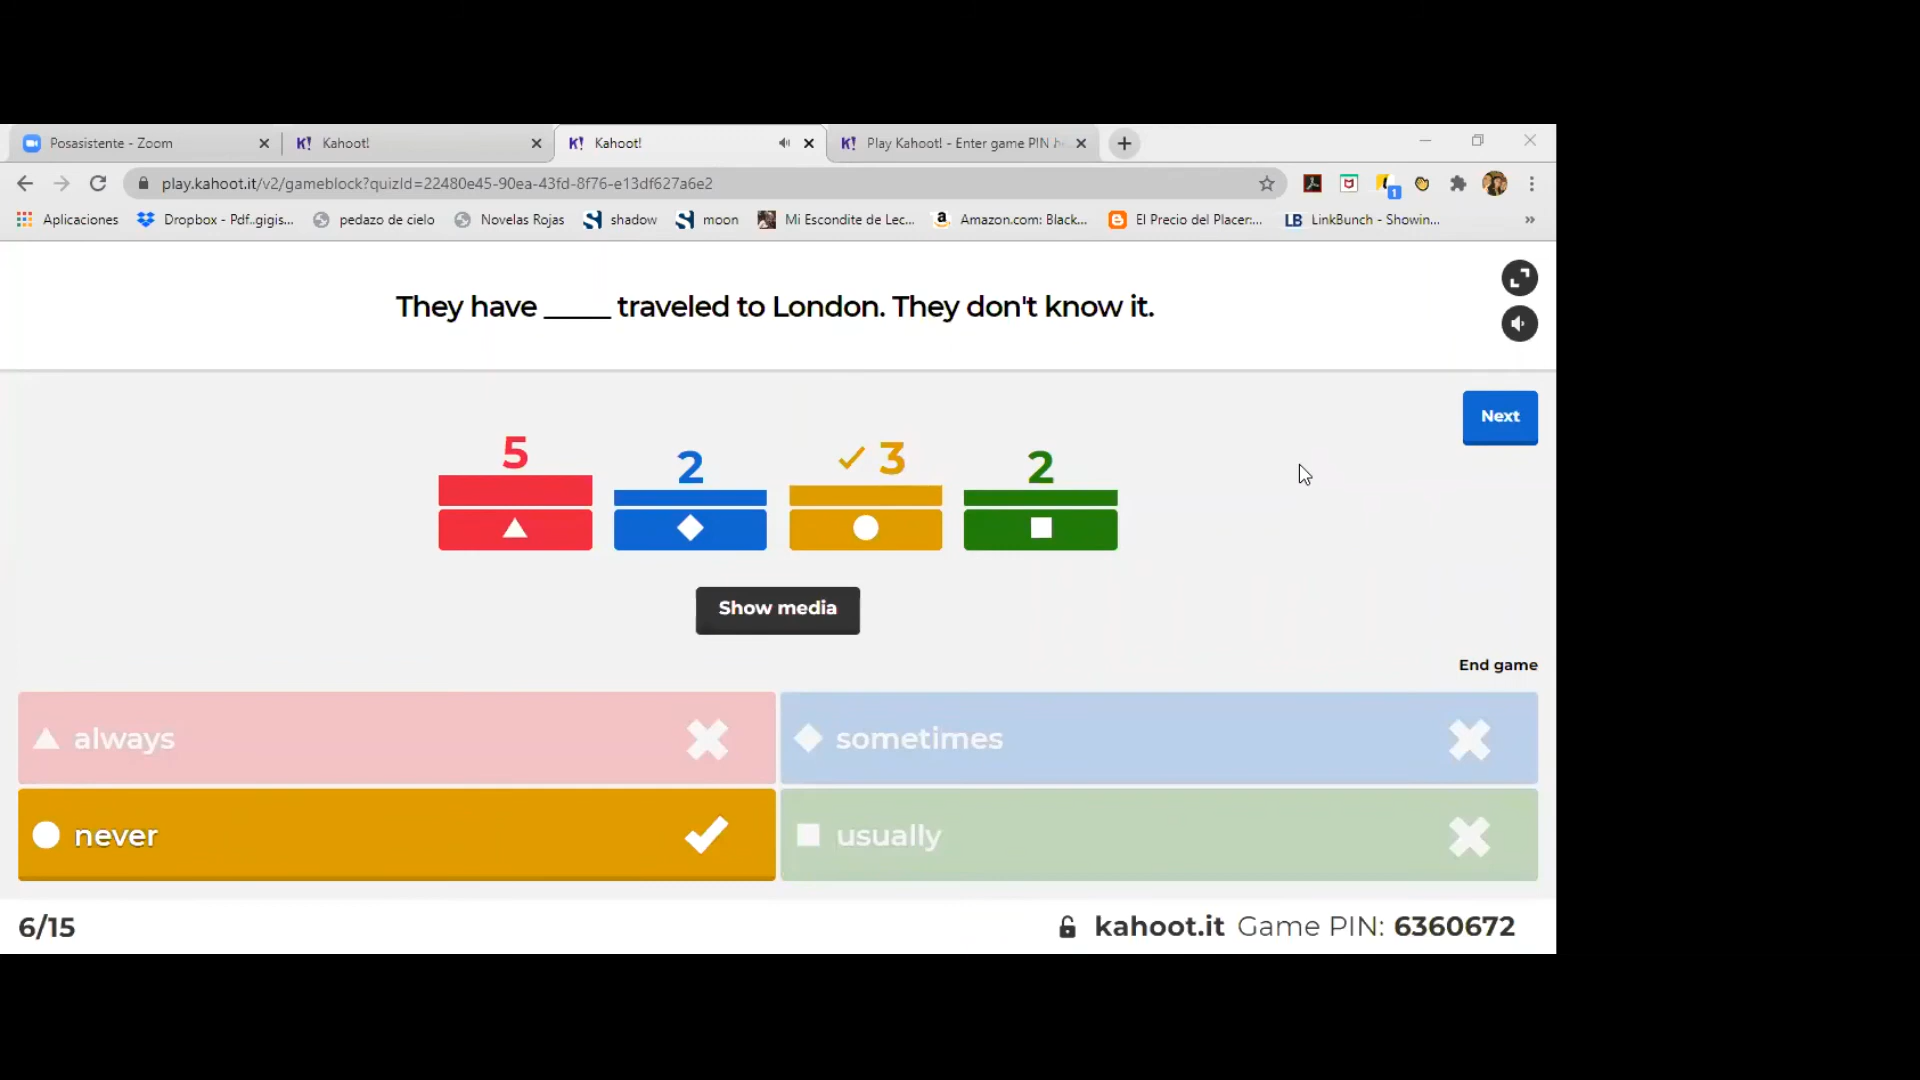 Posasistente - Zoom
K! Kahoot!
K! Kahoot!
K! Play Kahoot! - Enter game PIN
play.kahoot.it/v2/gameblock?quizId=22480e45-90ea-43fd-8f76-e13df627a6e2
1
Aplicaciones
Dropbox - Pdf..gigis...
pedazo de cielo
Novelas Rojas
S shadow
S moon
Mi Escondite de Lec...
a Amazon.com: Black...
El Precio del Placer:...
LB LinkBunch - Showin...
»
They have _____ traveled to London. They don't know it.
Next
5
2
3
2
Show media
End game
always
sometimes
never
usually
6/15
kahoot.it Game PIN: 6360672